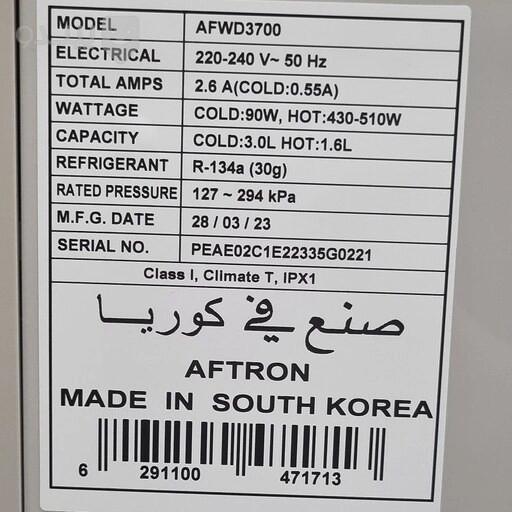 MODEL AFWD3700
ELECTRICAL 220-240 V~ 50 Hz
TOTAL AMPS 2.6 A(COLD:0.55A)
WATTAGE COLD:90W, HOT:430-510W
CAPACITY COLD:3.0L HOT:1.6L
REFRIGERANT R-134a (30g)
RATED PRESSURE 127 ~ 294 kPa
M.F.G. DATE 28 / 03 / 23
SERIAL NO. PEAE02C1E22335G0221
Class I, Climate T, IPX1
صنع في كوريا
AFTRON
MADE IN SOUTH KOREA
6 291100 471713